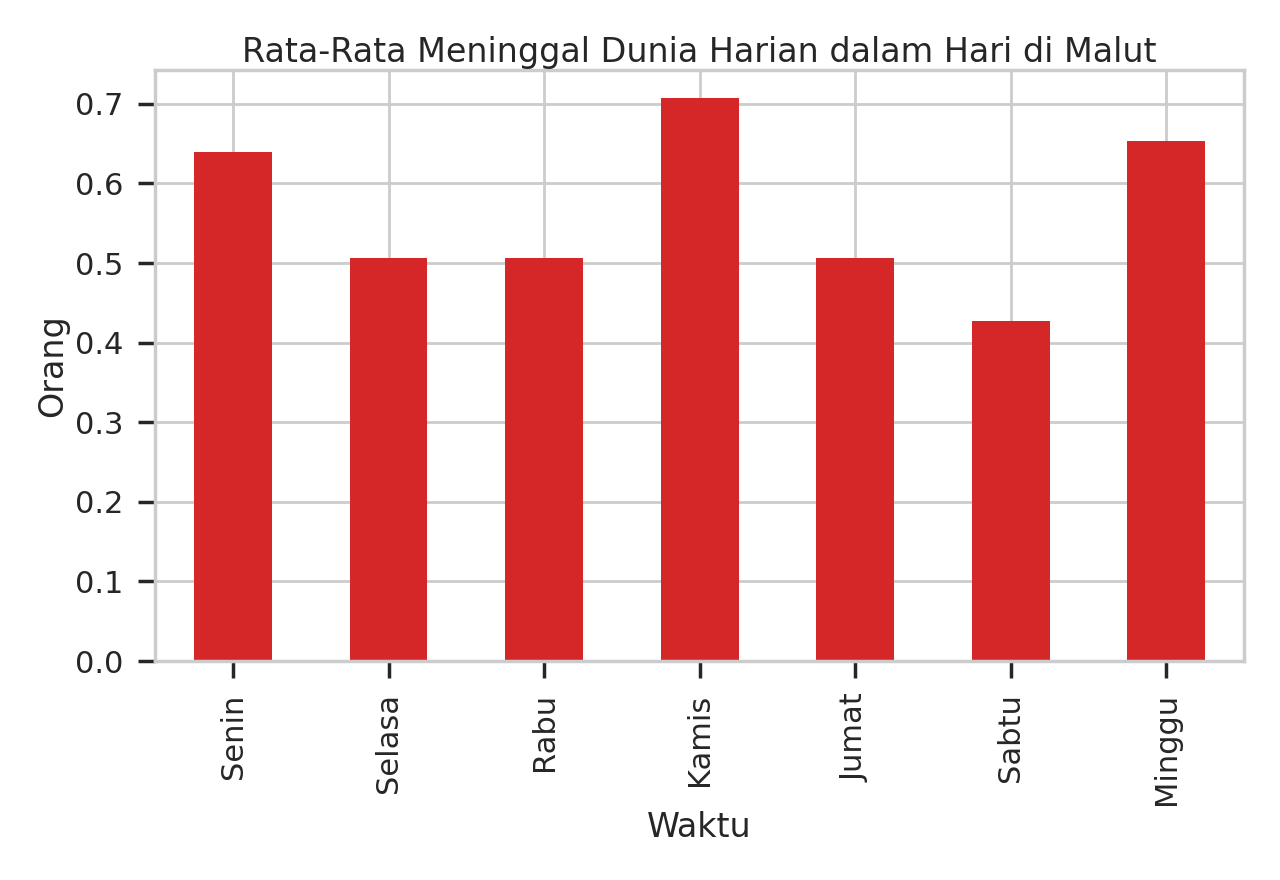 Rata-Rata Meninggal Dunia Harian dalam Hari di Malut
0.7
0.6
0.5
0.4
0.3
0.2
0.1
0.0
Orang
Senin
Selasa
Rabu
Kamis
Jumat
Sabtu
Minggu
Waktu